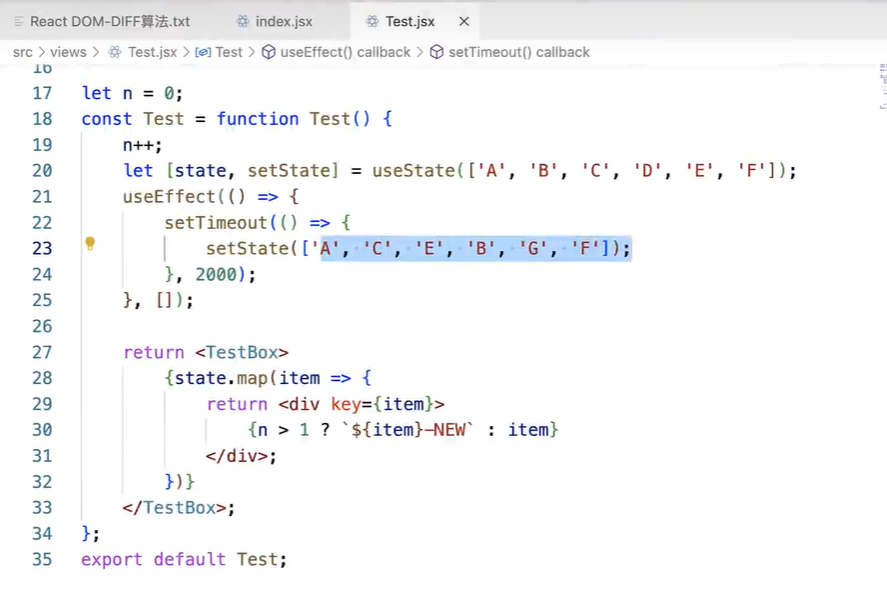 React DOM-DIFF算法.txt index.jsx Test.jsx ×
src > views > Test.jsx > Test > useEffect() callback > setTimeout() callback
16
17 let n = 0;
18 const Test = function Test() {
19 n++;
20 let [state, setState] = useState(['A', 'B', 'C', 'D', 'E', 'F']);
21 useEffect(() => {
22 setTimeout(() => {
23 setState(['A', 'C', 'E', 'B', 'G', 'F']);
24 }, 2000);
25 }, []);
26
27 return <TestBox>
28 {state.map(item => {
29 return <div key={item}>
30 {n > 1 ? `${item}-NEW` : item}
31 </div>;
32 })}
33 </TestBox>;
34 };
35 export default Test;